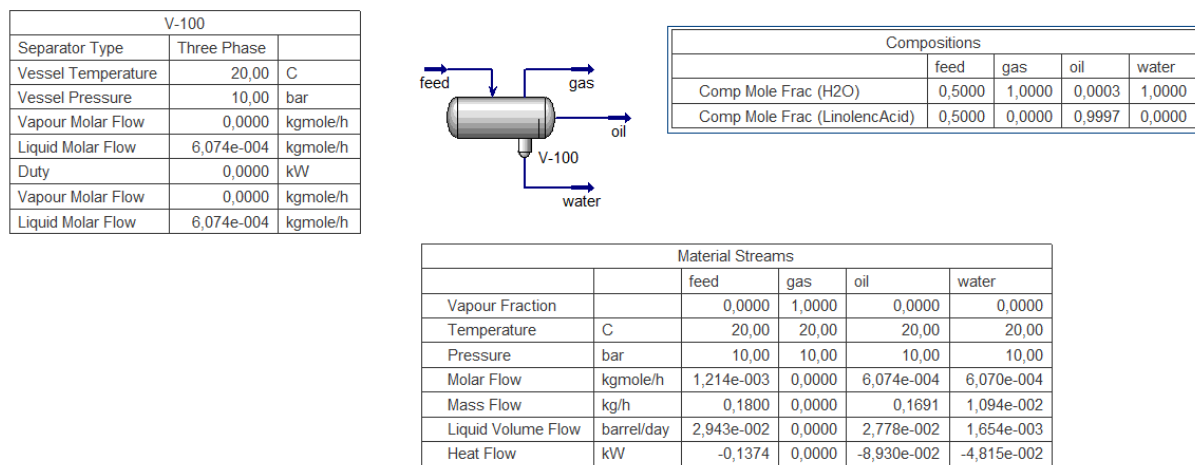 V-100
Separator Type Three Phase
Vessel Temperature 20,00 C
Vessel Pressure 10,00 bar
Vapour Molar Flow 0,0000 kgmole/h
Liquid Molar Flow 6,074e-004 kgmole/h
Duty 0,0000 kW
Vapour Molar Flow 0,0000 kgmole/h
Liquid Molar Flow 6,074e-004 kgmole/h
feed
gas
oil
V-100
water
Compositions
feed gas oil water
Comp Mole Frac (H2O) 0,5000 1,0000 0,0003 1,0000
Comp Mole Frac (LinolencAcid) 0,5000 0,0000 0,9997 0,0000
Material Streams
feed gas oil water
Vapour Fraction 0,0000 1,0000 0,0000 0,0000
Temperature C 20,00 20,00 20,00 20,00
Pressure bar 10,00 10,00 10,00 10,00
Molar Flow kgmole/h 1,214e-003 0,0000 6,074e-004 6,070e-004
Mass Flow kg/h 0,1800 0,0000 0,1691 1,094e-002
Liquid Volume Flow barrel/day 2,943e-002 0,0000 2,778e-002 1,654e-003
Heat Flow kW -0,1374 0,0000 -8,930e-002 -4,815e-002